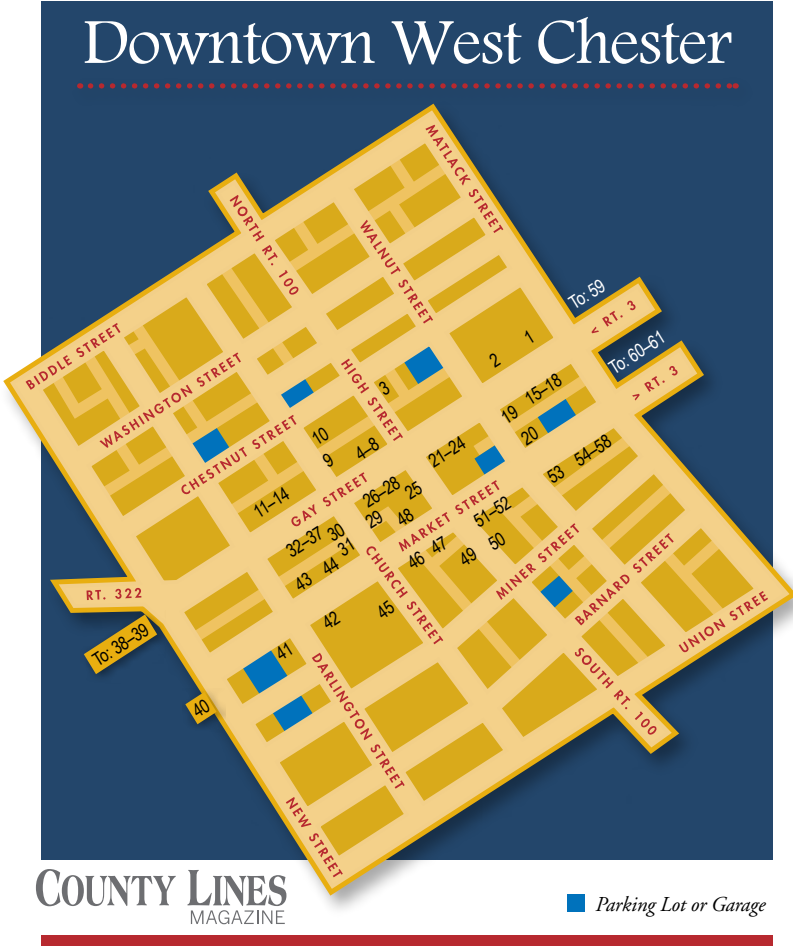 Downtown West Chester
MATLACK STREET
NORTH RT. 100
WALNUT STREET
To: 59
< RT. 3
BIDDLE STREET
To: 60–61
> RT. 3
WASHINGTON STREET
HIGH STREET
CHESTNUT STREET
1
2
3
10
9
4–8
19
15–18
20
21–24
11–14
GAY STREET
26–28
25
29
48
MARKET STREET
53
54–58
51–52
32–37
30
31
43
44
CHURCH STREET
46
47
49
50
MINER STREET
BARNARD STREET
RT. 322
42
45
To: 38–39
41
40
DARLINGTON STREET
SOUTH RT. 100
UNION STREE
NEW STREET
COUNTY LINES
MAGAZINE
Parking Lot or Garage